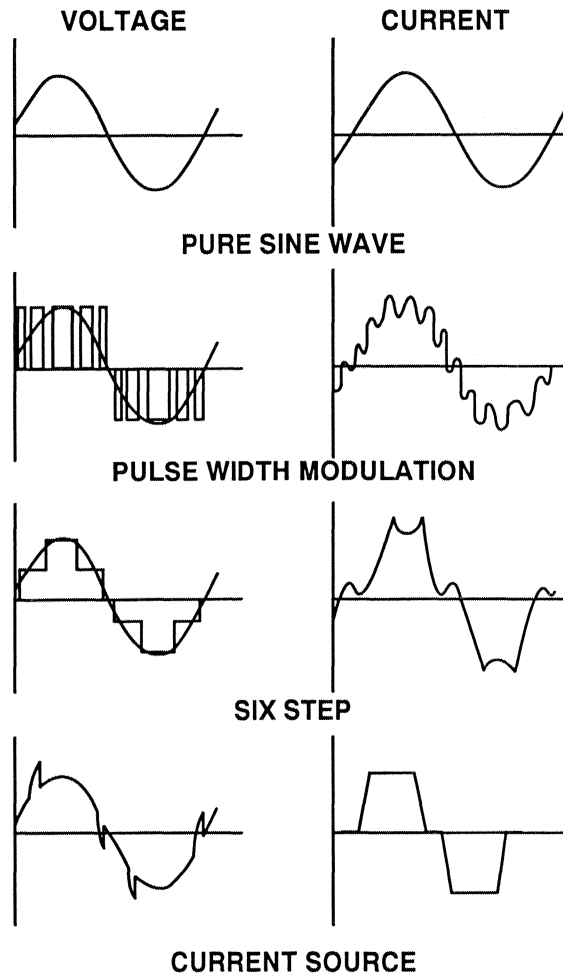 VOLTAGE
CURRENT
PURE SINE WAVE
PULSE WIDTH MODULATION
SIX STEP
CURRENT SOURCE